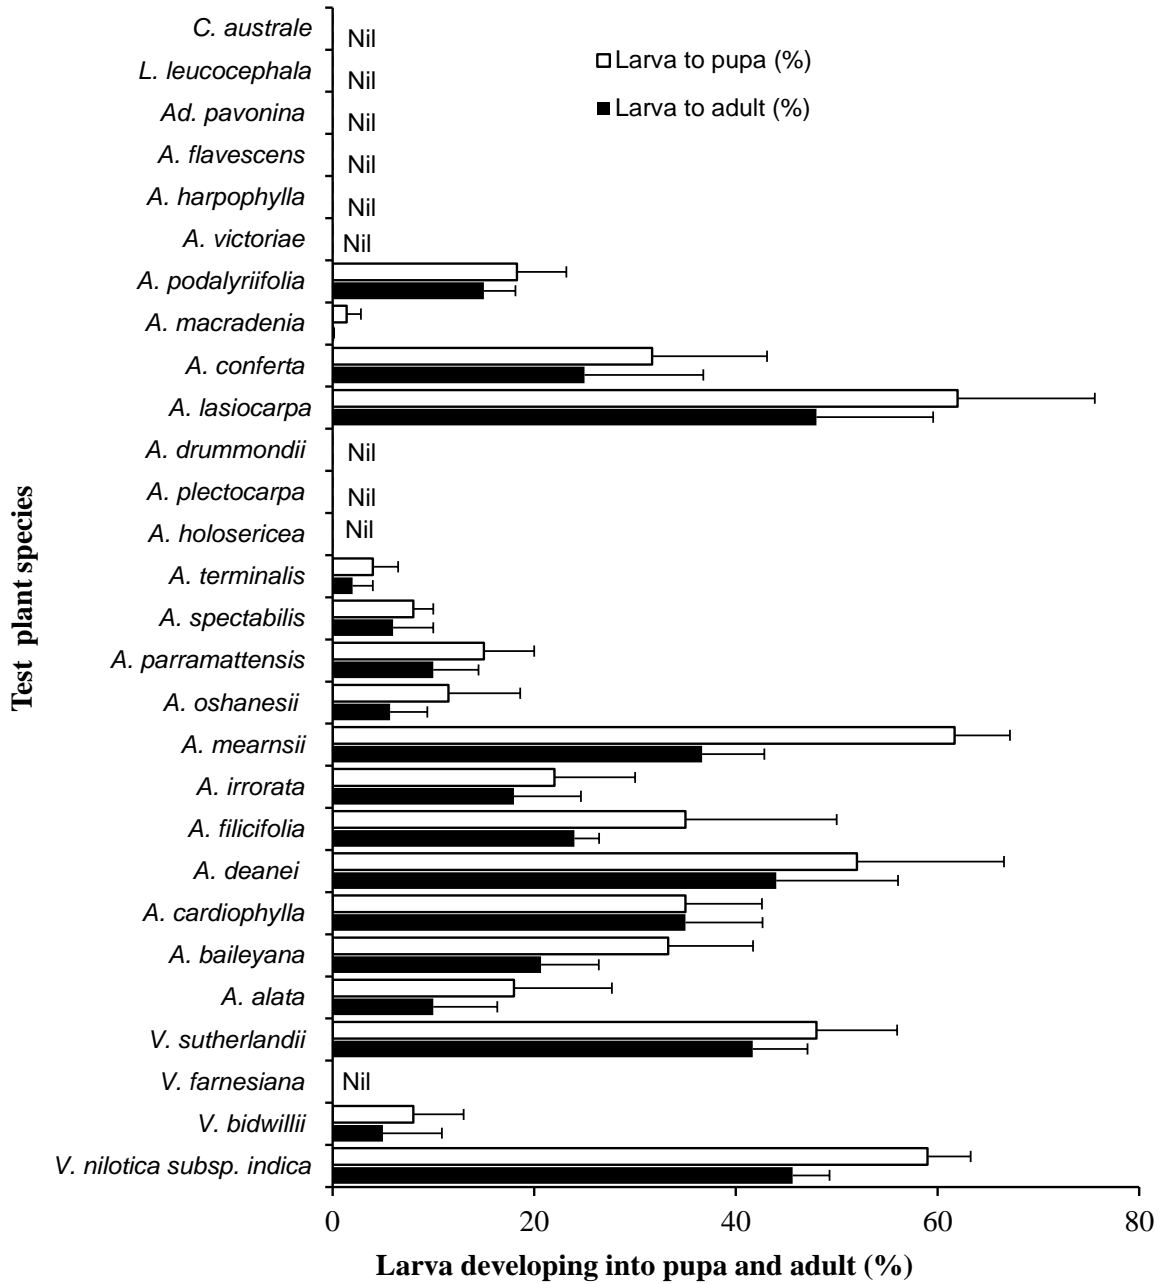 C. australe Nil
L. leucocephala Nil
Larva to pupa (%)
Ad. pavonina Nil
Larva to adult (%)
A. flavescens Nil
A. harpophylla Nil
A. victoriae Nil
A. podalyriifolia
A. macradenia
A. conferta
A. lasiocarpa
A. drummondii Nil
A. plectocarpa Nil
A. holosericea Nil
A. terminalis
A. spectabilis
A. parramattensis
A. oshanesii
A. mearnsii
A. irrorata
A. filicifolia
A. deanei
A. cardiophylla
A. baileyana
A. alata
V. sutherlandii
V. farnesiana Nil
V. bidwillii
V. nilotica subsp. indica
Test plant species
0 20 40 60 80
Larva developing into pupa and adult (%)